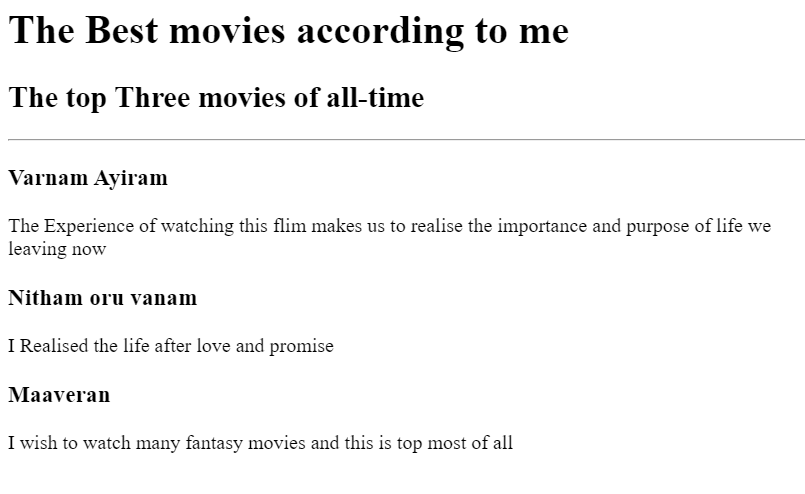 The Best movies according to me
The top Three movies of all-time
Varnam Ayiram
The Experience of watching this flim makes us to realise the importance and purpose of life we
leaving now
Nitham oru vanam
I Realised the life after love and promise
Maaveran
I wish to watch many fantasy movies and this is top most of all